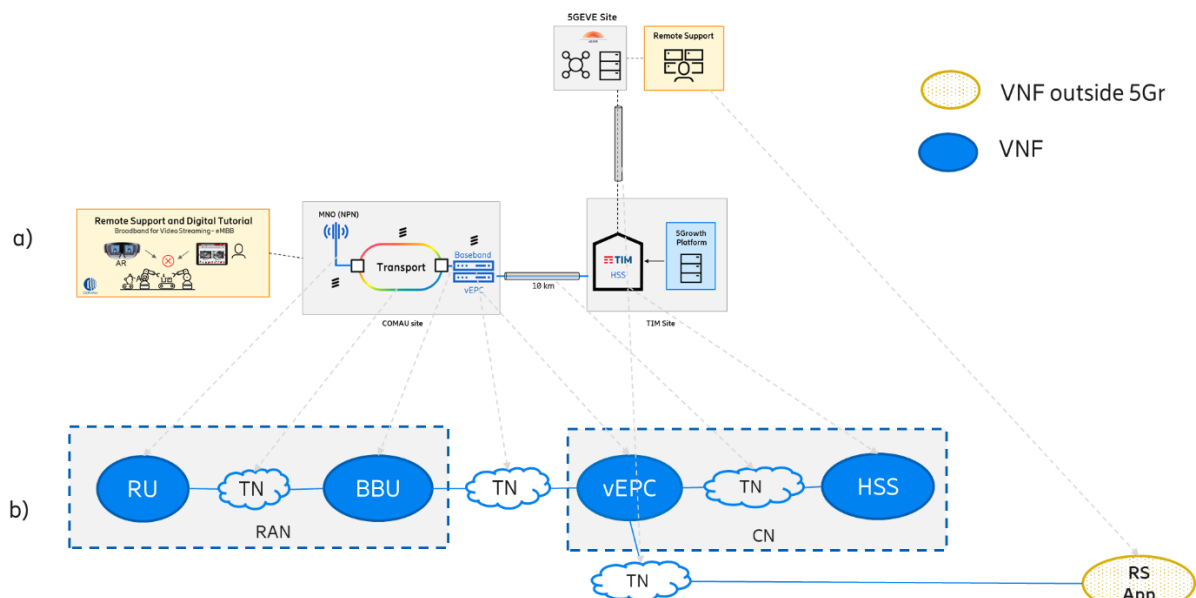 5GEVE Site
Remote Support
VNF outside 5Gr
VNF
a)
Remote Support and Digital Tutorial
Broadband for Video Streaming - eMBB
AR
COMAU
MNO (NPN)
Transport
Baseband
vEPC
COMAU site
10 km
TIM
HSS
5Growth
Platform
TIM Site
b)
RU
TN
BBU
RAN
TN
vEPC
TN
HSS
CN
TN
RS
App